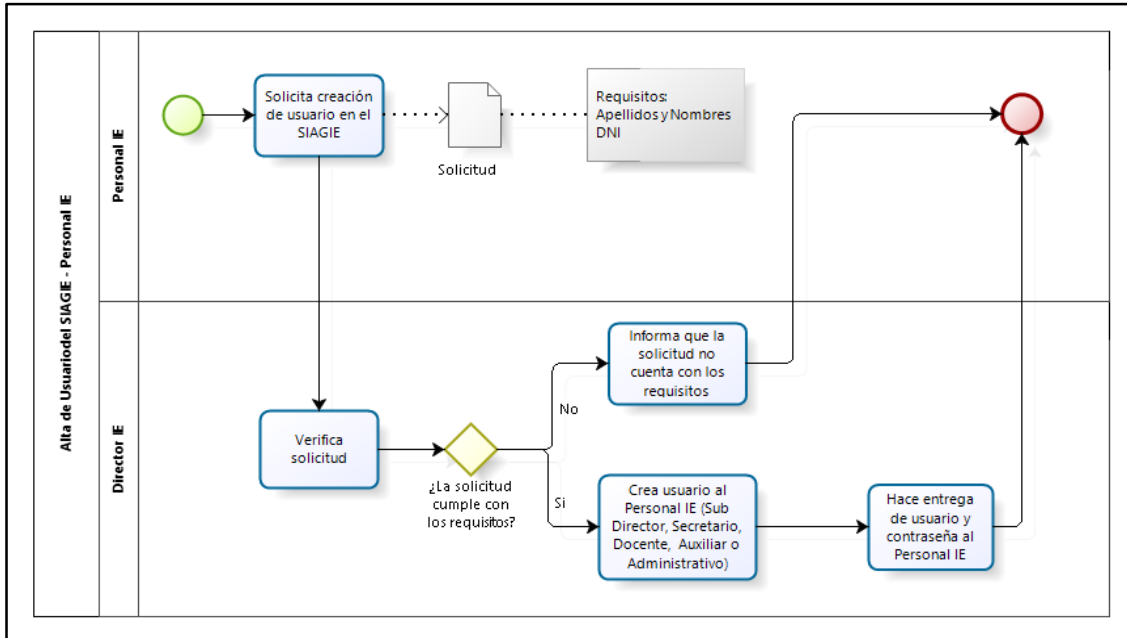 Alta de Usuariodel SIAGIE - Personal IE
Personal IE
Solicita creación
de usuario en el
SIAGIE
Solicitud
Requisitos:
Apellidos y Nombres
DNI
Director IE
Verifica
solicitud
¿La solicitud
cumple con
los requisitos?
No
Informa que la
solicitud no
cuenta con los
requisitos
Si
Crea usuario al
Personal IE (Sub
Director, Secretario,
Docente, Auxiliar o
Administrativo)
Hace entrega
de usuario y
contraseña al
Personal IE